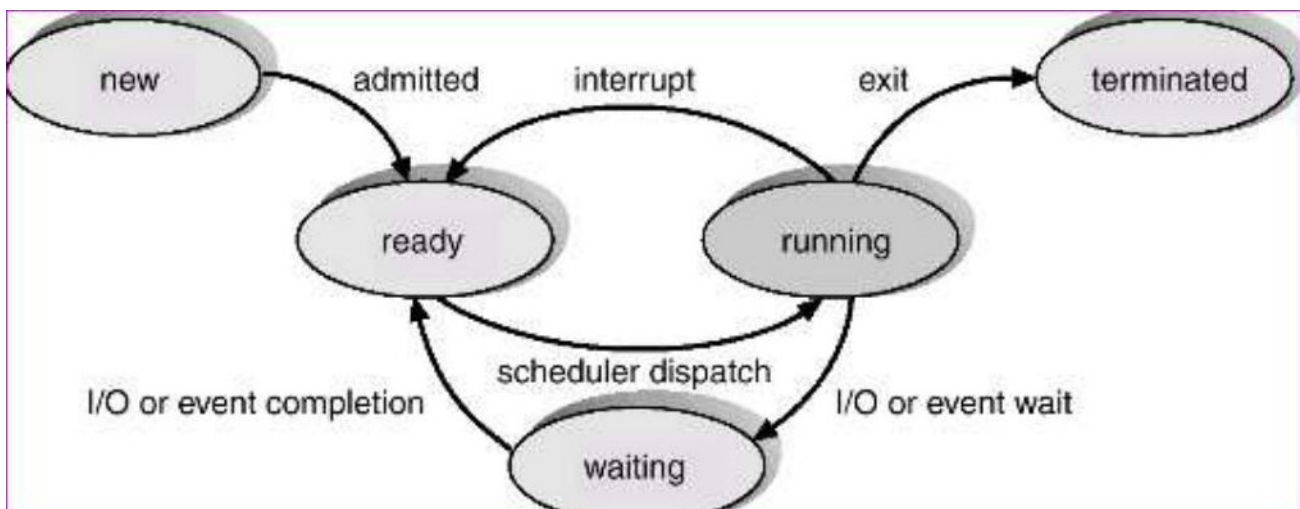 new
admitted
interrupt
exit
terminated
ready
running
scheduler dispatch
I/O or event completion
I/O or event wait
waiting